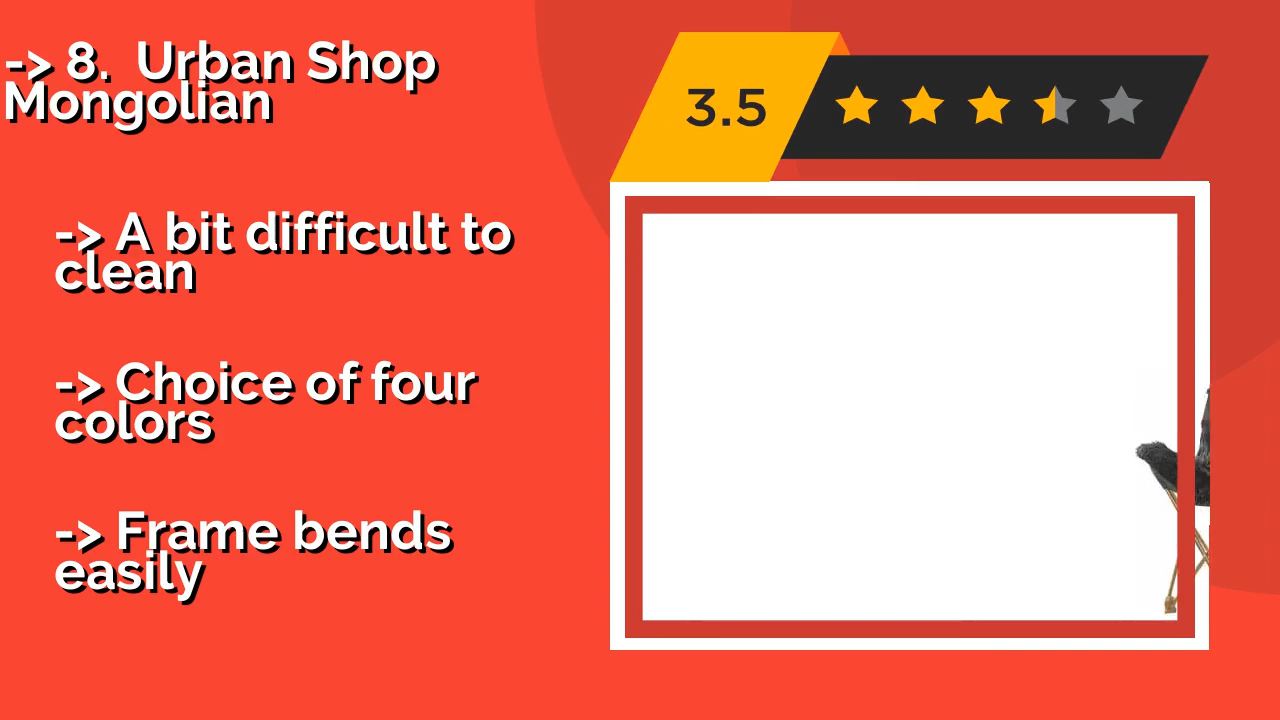 -> 8.  Urban Shop
Mongolian
3.5
-> A bit difficult to
clean
-> Choice of four
colors
-> Frame bends
easily